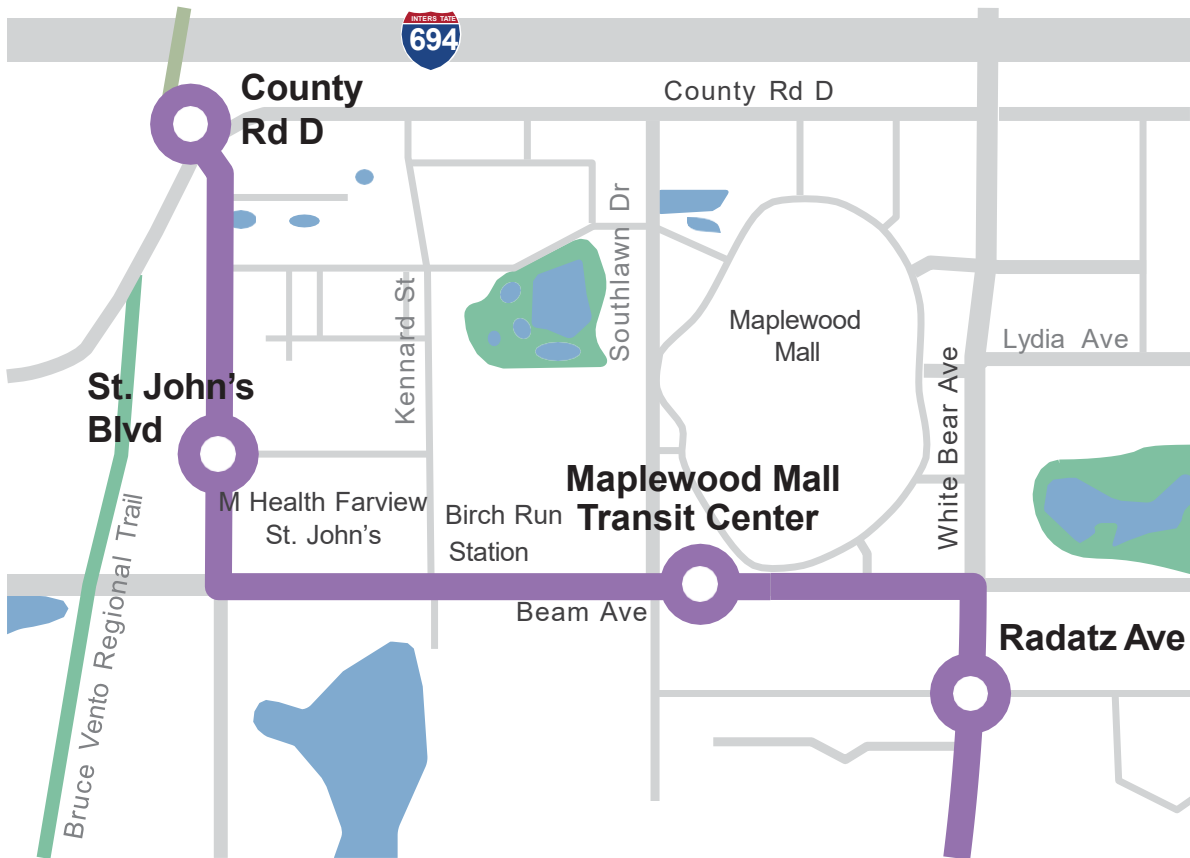 INTERS TATE
694
County
Rd D
County Rd D
Southlawn Dr
Kennard St
Maplewood
Mall
Lydia Ave
White Bear Ave
St. John’s
Blvd
Bruce Vento Regional Trail
M Health Farview
St. John’s
Birch Run
Station
Maplewood Mall
Transit Center
Beam Ave
Radatz Ave